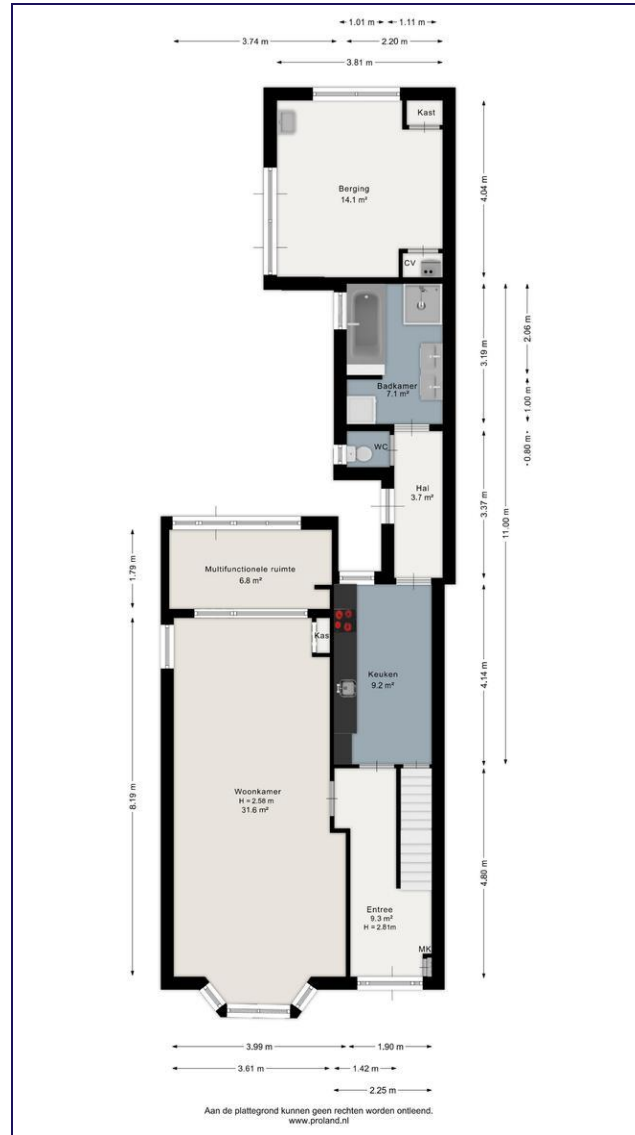 1.01 m
1.11 m
3.74 m
2.20 m
3.81 m
Kast
Berging
14.1 m²
4.04 m
CV
2.06 m
3.19 m
Badkamer
7.1 m²
1.00 m
0.80 m
WC
Hal
3.7 m²
3.37 m
11.00 m
Multifunctionele ruimte
6.8 m²
1.79 m
Kas
Keuken
9.2 m²
4.14 m
Woonkamer
H = 2.58 m
31.6 m²
8.19 m
4.80 m
Entree
9.3 m²
H = 2.81m
MK
3.99 m
1.90 m
3.61 m
1.42 m
2.25 m
Aan de plattegrond kunnen geen rechten worden ontleend.
www.proland.nl